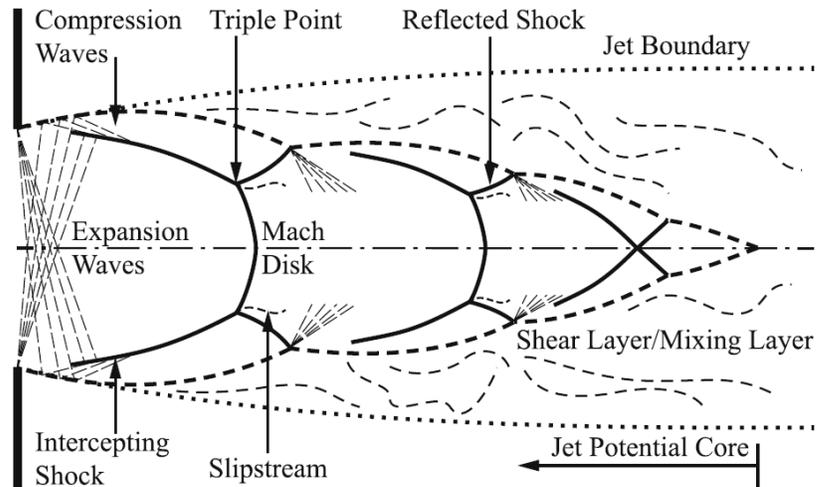 Compression
Waves
Triple Point
Reflected Shock
Jet Boundary
Expansion
Waves
Mach
Disk
Shear Layer/Mixing Layer
Intercepting
Shock
Slipstream
Jet Potential Core